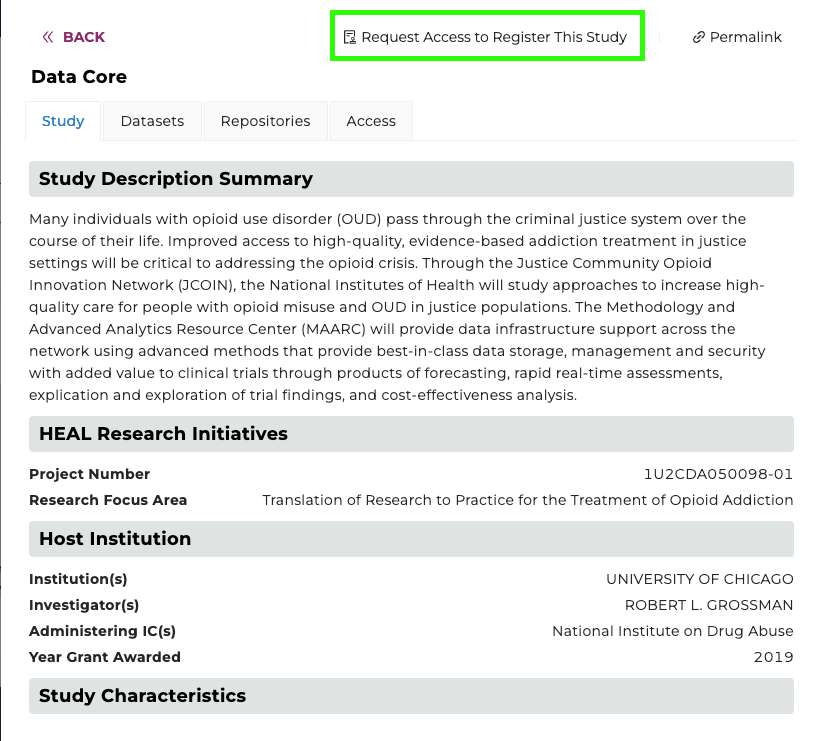 « BACK
Request Access to Register This Study
Permalink
Data Core
Study
Datasets
Repositories
Access
Study Description Summary
Many individuals with opioid use disorder (OUD) pass through the criminal justice system over the
course of their life. Improved access to high-quality, evidence-based addiction treatment in justice
settings will be critical to addressing the opioid crisis. Through the Justice Community Opioid
Innovation Network (JCOIN), the National Institutes of Health will study approaches to increase high-
quality care for people with opioid misuse and OUD in justice populations. The Methodology and
Advanced Analytics Resource Center (MAARC) will provide data infrastructure support across the
network using advanced methods that provide best-in-class data storage, management and security
with added value to clinical trials through products of forecasting, rapid real-time assessments,
explication and exploration of trial findings, and cost-effectiveness analysis.
HEAL Research Initiatives
Project Number 1U2CDA050098-01
Research Focus Area Translation of Research to Practice for the Treatment of Opioid Addiction
Host Institution
Institution(s) UNIVERSITY OF CHICAGO
Investigator(s) ROBERT L. GROSSMAN
Administering IC(s) National Institute on Drug Abuse
Year Grant Awarded 2019
Study Characteristics